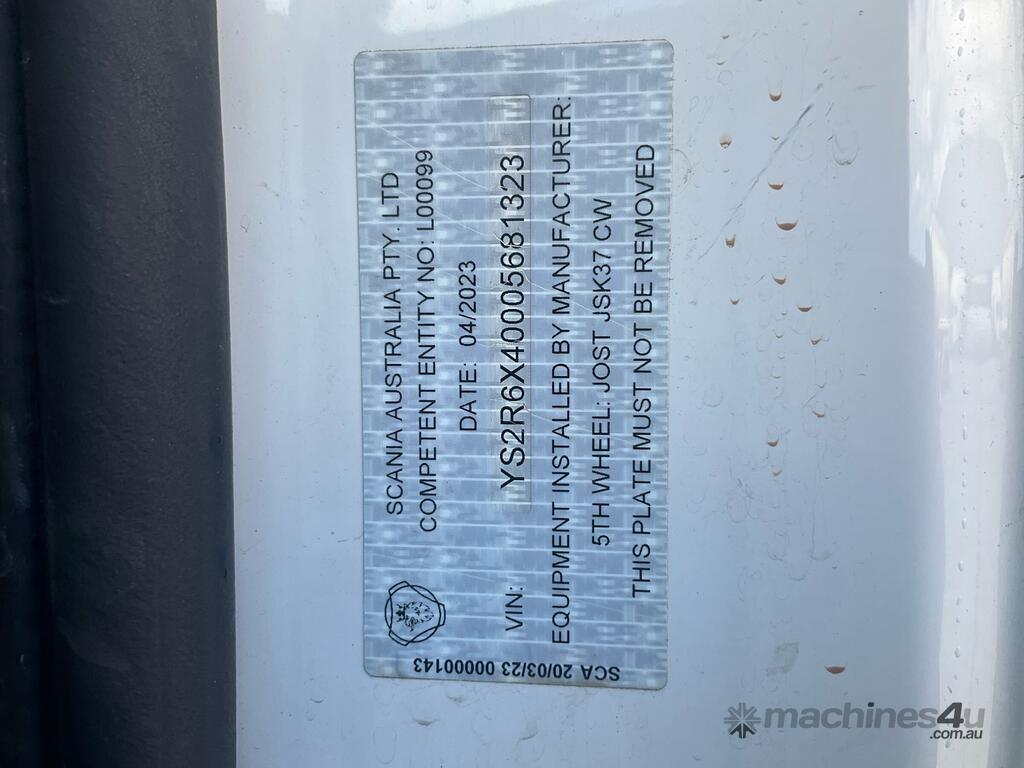 SCANIA AUSTRALIA PTY. LTD
COMPETENT ENTITY NO: L00099
DATE: 04/2023
VIN: YS2R6X40005681323
EQUIPMENT INSTALLED BY MANUFACTURER:
5TH WHEEL: JOST JSK37 CW
THIS PLATE MUST NOT BE REMOVED
SCA 20/03/23 00000143
machines4u
.com.au